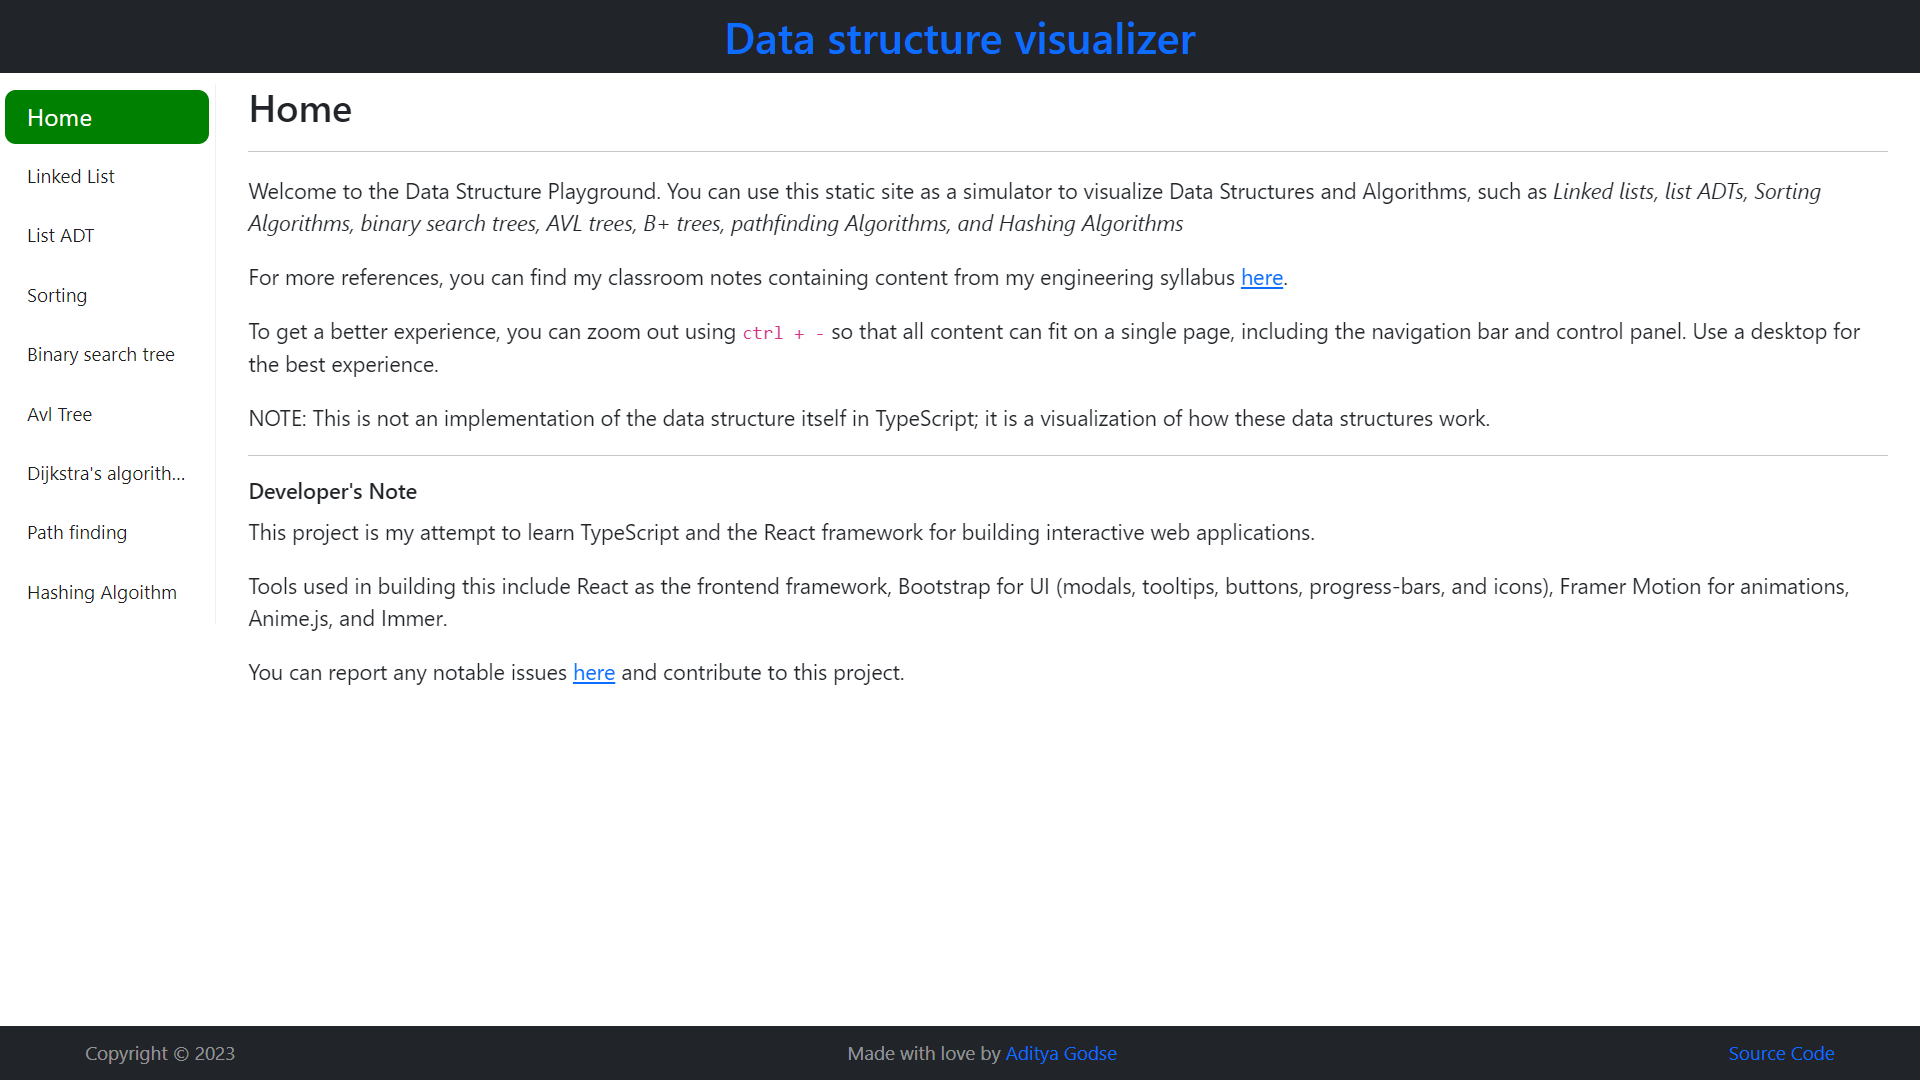 Data structure visualizer
Home
Linked List
List ADT
Sorting
Binary search tree
Avl Tree
Dijkstra's algorith...
Path finding
Hashing Algoithm
Home
Welcome to the Data Structure Playground. You can use this static site as a simulator to visualize Data Structures and Algorithms, such as Linked lists, list ADTs, Sorting
Algorithms, binary search trees, AVL trees, B+ trees, pathfinding Algorithms, and Hashing Algorithms
For more references, you can find my classroom notes containing content from my engineering syllabus here.
To get a better experience, you can zoom out using ctrl + - so that all content can fit on a single page, including the navigation bar and control panel. Use a desktop for
the best experience.
NOTE: This is not an implementation of the data structure itself in TypeScript; it is a visualization of how these data structures work.
Developer's Note
This project is my attempt to learn TypeScript and the React framework for building interactive web applications.
Tools used in building this include React as the frontend framework, Bootstrap for UI (modals, tooltips, buttons, progress-bars, and icons), Framer Motion for animations,
Anime.js, and Immer.
You can report any notable issues here and contribute to this project.
Copyright © 2023
Made with love by Aditya Godse
Source Code